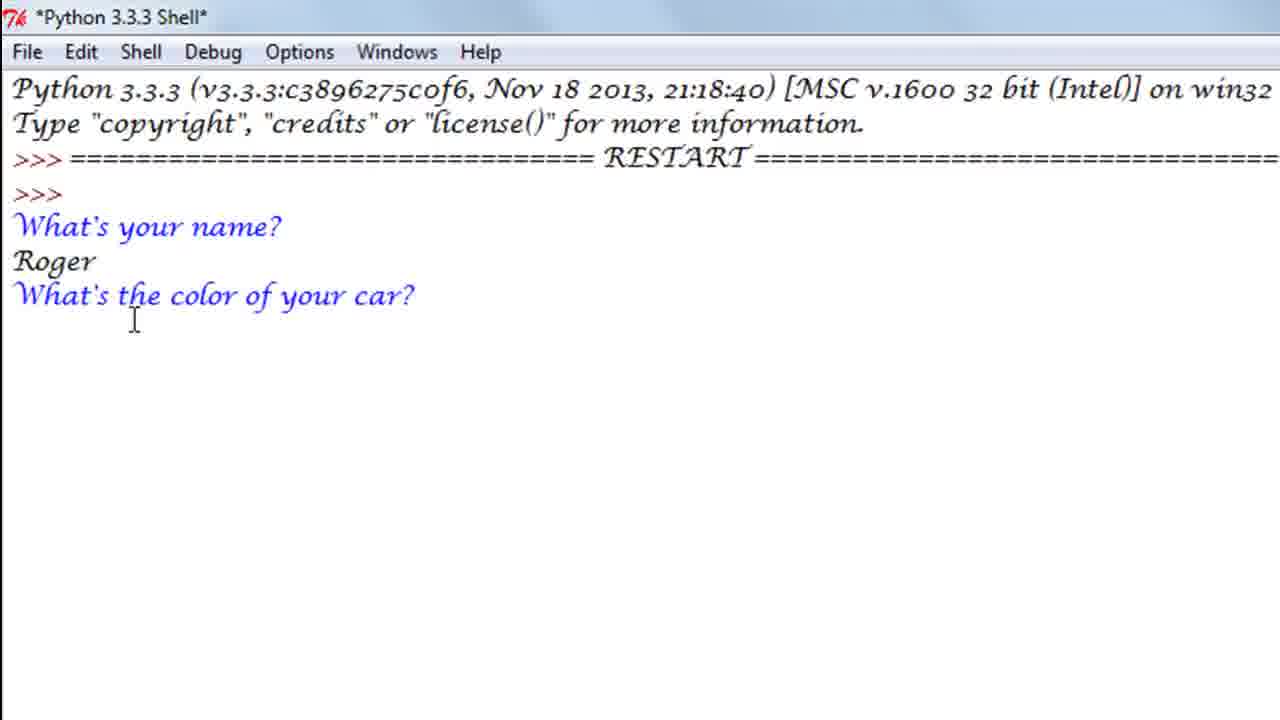 *Python 3.3.3 Shell*
File Edit Shell Debug Options Windows Help
Python 3.3.3 (v3.3.3:c3896275c0f6, Nov 18 2013, 21:18:40) [MSC v.1600 32 bit (Intel)] on win32
Type "copyright", "credits" or "license()" for more information.
>>> ================================ RESTART ================================
>>>
What's your name?
Roger
What's the color of your car?